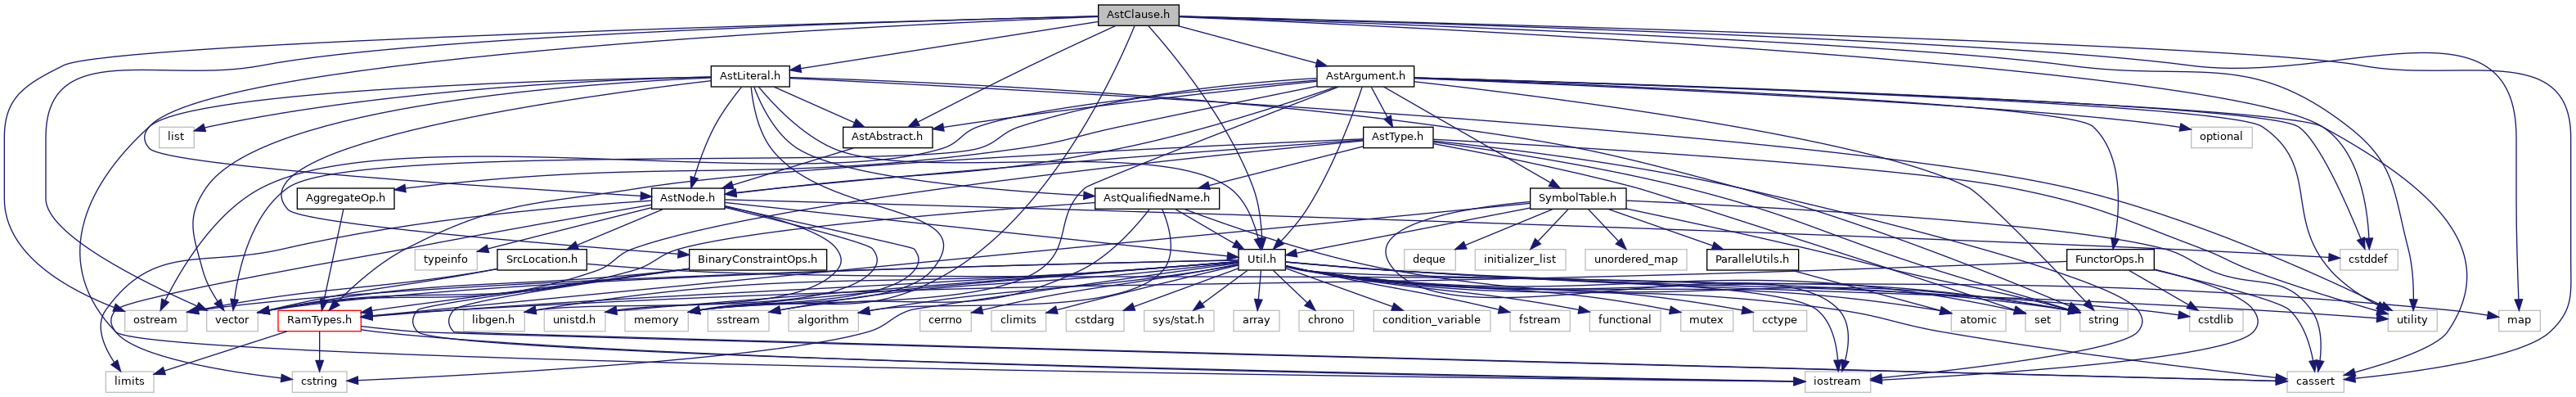 AstClause.h
AstLiteral.h
AstArgument.h
list
AstAbstract.h
AstType.h
optional
AggregateOp.h
AstNode.h
AstQualifiedName.h
SymbolTable.h
typeinfo
SrcLocation.h
BinaryConstraintOps.h
Util.h
deque
initializer_list
unordered_map
ParallelUtils.h
FunctorOps.h
cstddef
ostream
vector
RamTypes.h
libgen.h
unistd.h
memory
sstream
algorithm
cerrno
climits
cstdarg
sys/stat.h
array
chrono
condition_variable
fstream
functional
mutex
cctype
atomic
set
string
cstdlib
utility
map
limits
cstring
iostream
cassert